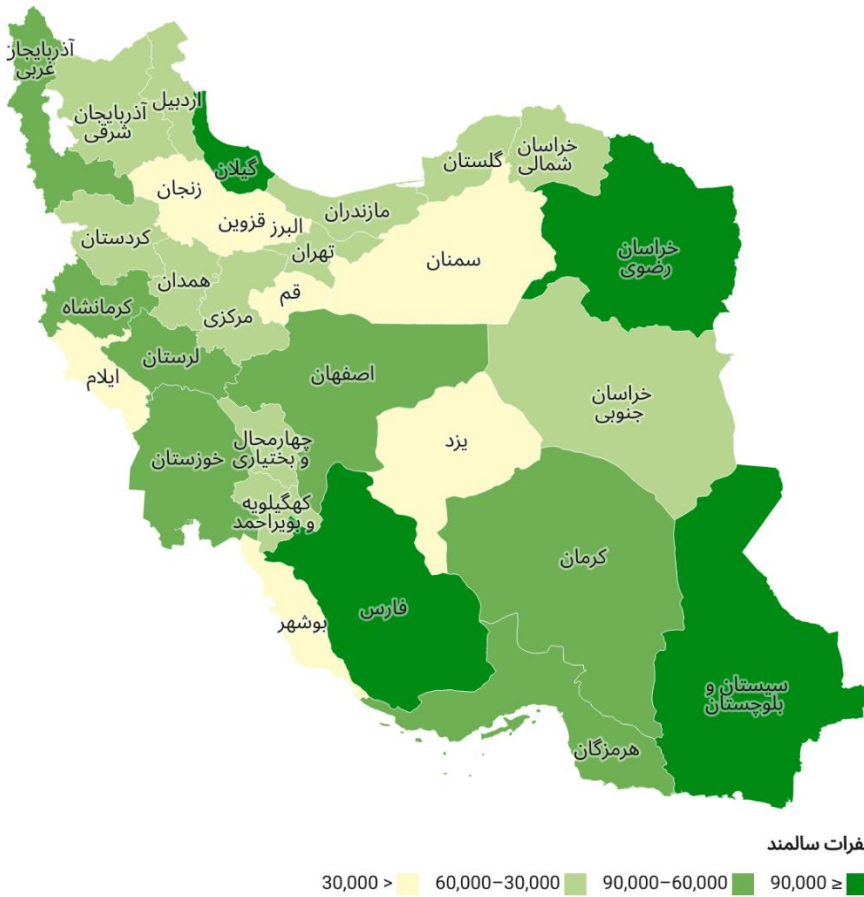 آذربایجان
غربی
آذربایجان
شرقی
اردبیل
گیلان
زنجان
قزوین
البرز
مازندران
گلستان
خراسان
شمالی
خراسان
رضوی
کردستان
همدان
تهران
سمنان
قم
مرکزی
کرمانشاه
لرستان
ایلام
اصفهان
خراسان
جنوبی
یزد
چهارمحال
و بختیاری
خوزستان
کهگیلویه
و بویراحمد
کرمان
فارس
بوشهر
سیستان و
بلوچستان
هرمزگان
سالمند
90,000 ≤
90,000–60,000
60,000–30,000
30,000 >